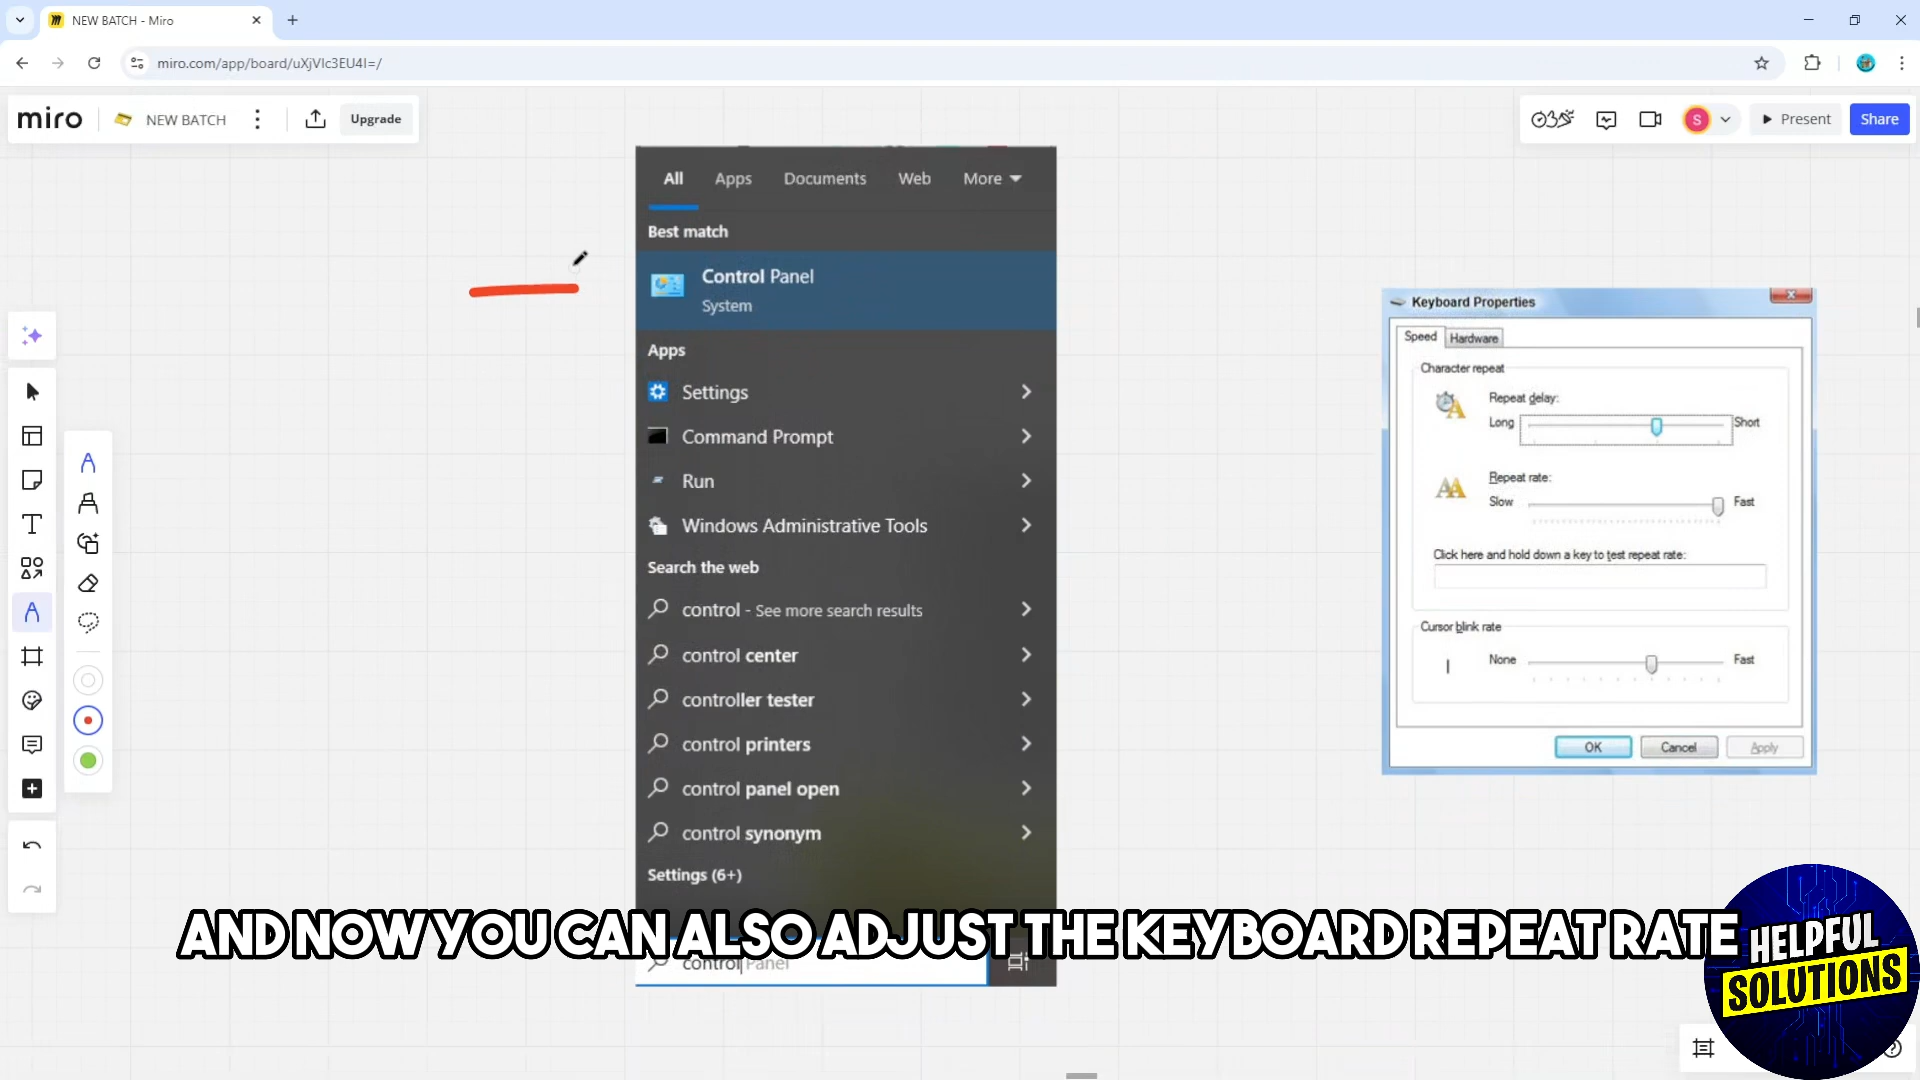 NEW BATCH - Miro
miro.com/app/board/uXjVIc3EU4I=/
miro
NEW BATCH
Upgrade
S
Present
Share
All
Apps
Documents
Web
More
Best match
Control Panel
System
Apps
Settings
Command Prompt
Run
Windows Administrative Tools
Search the web
control - See more search results
control center
controller tester
control printers
control panel open
control synonym
Settings (6+)
control Panel
Keyboard Properties
Speed
Hardware
Character repeat
Repeat delay:
Long
Short
Repeat rate:
Slow
Fast
Click here and hold down a key to test repeat rate:
Cursor blink rate
None
Fast
OK
Cancel
Apply
AND NOW YOU CAN ALSO ADJUST THE KEYBOARD REPEAT RATE
HELPFUL
SOLUTIONS